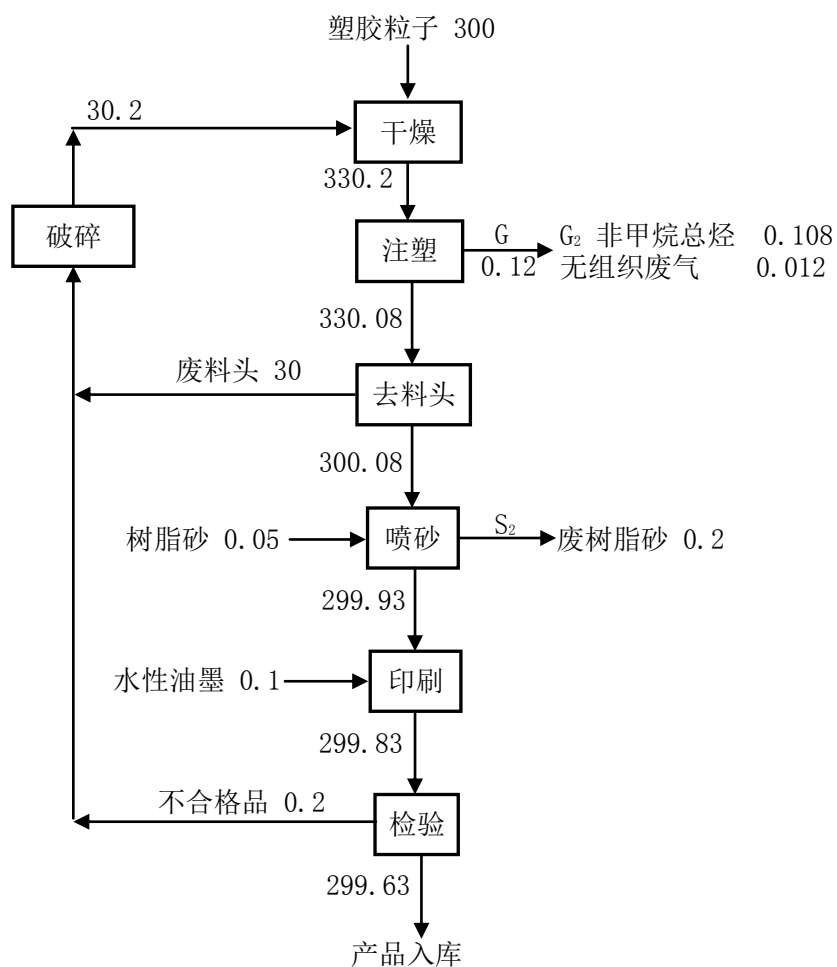 塑胶粒子 300
30.2
干燥
330.2
破碎
注塑
G
0.12
G₂ 非甲烷总烃 0.108
无组织废气 0.012
330.08
废料头 30
去料头
300.08
树脂砂 0.05
喷砂
S₂
废树脂砂 0.2
299.93
水性油墨 0.1
印刷
299.83
不合格品 0.2
检验
299.63
产品入库